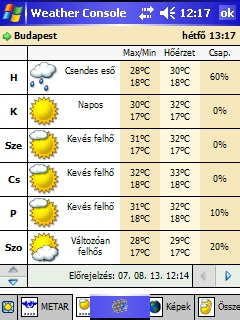 Weather Console 12:17 ok
Budapest hétfő 13:17
Max/Min Hőérzet Csap.
H Csendes eső 28ºC 30ºC 60%
18ºC 18ºC
K Napos 30ºC 32ºC 0%
17ºC 17ºC
Sze Kevés felhő 31ºC 32ºC 0%
17ºC 17ºC
Cs Kevés felhő 32ºC 33ºC 0%
18ºC 18ºC
P Kevés felhő 31ºC 32ºC 10%
19ºC 18ºC
Szo Változóan felhős 28ºC 29ºC 20%
17ºC 17ºC
Előrejelzés: 07. 08. 13. 12:14
METAR Képek Össze